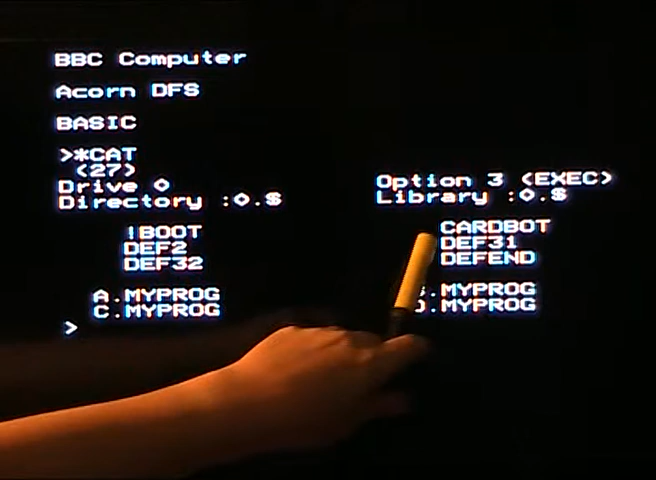 BBC Computer
Acorn DFS
BASIC
>*CAT
(27)
Drive 0 Option 3 (EXEC)
Directory :0.$ Library :0.$
!BOOT CARDBOT
DEF2 DEF31
DEF32 DEFEND
A.MYPROG .MYPROG
C.MYPROG .MYPROG
>